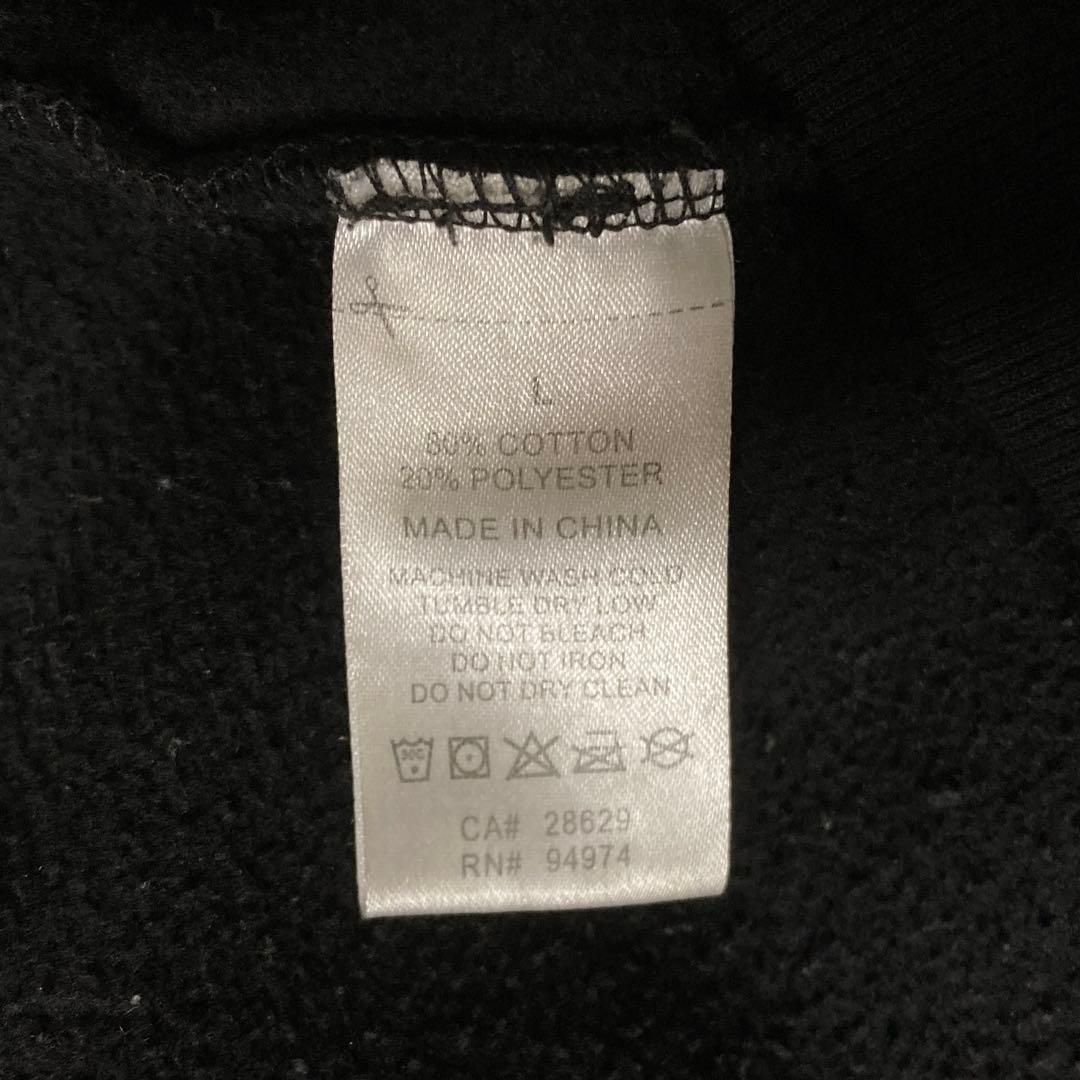 L
80% COTTON
20% POLYESTER
MADE IN CHINA
MACHINE WASH COLD
TUMBLE DRY LOW
DO NOT BLEACH
DO NOT IRON
DO NOT DRY CLEAN
30C
CA# 28629
RN# 94974